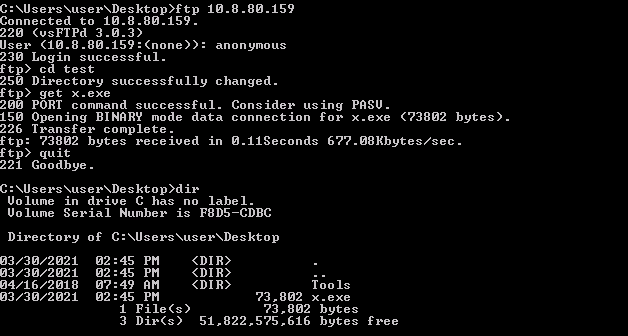 C:\Users\user\Desktop>ftp 10.8.80.159
Connected to 10.8.80.159.
220 (vsFTPd 3.0.3)
User (10.8.80.159:(none)): anonymous
230 Login successful.
ftp> cd test
250 Directory successfully changed.
ftp> get x.exe
200 PORT command successful. Consider using PASV.
150 Opening BINARY mode data connection for x.exe (73802 bytes).
226 Transfer complete.
ftp: 73802 bytes received in 0.11Seconds 677.08Kbytes/sec.
ftp> quit
221 Goodbye.
C:\Users\user\Desktop>dir
Volume in drive C has no label.
Volume Serial Number is F8D5-CDBC
Directory of C:\Users\user\Desktop
03/30/2021  02:45 PM    <DIR>          .
03/30/2021  02:45 PM    <DIR>          ..
04/16/2018  07:49 AM    <DIR>          Tools
03/30/2021  02:45 PM            73,802 x.exe
1 File(s)         73,802 bytes
3 Dir(s)  51,822,575,616 bytes free